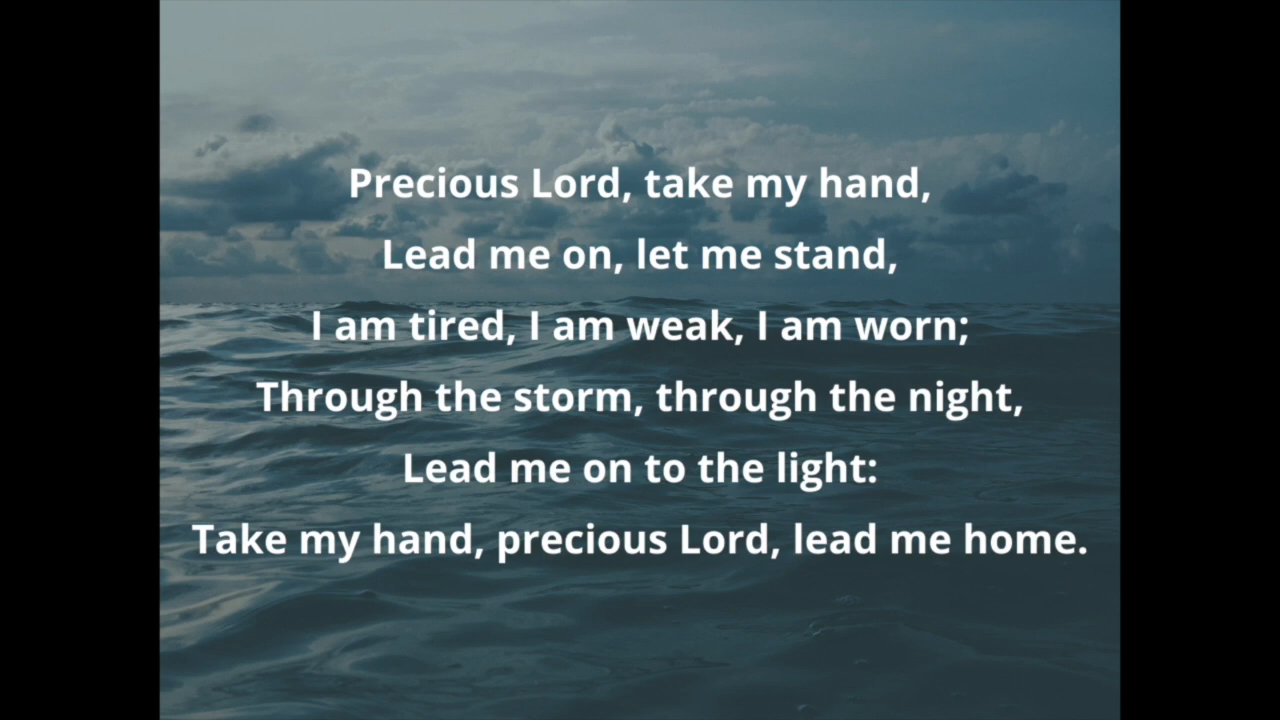 Precious Lord, take my hand,
Lead me on, let me stand,
I am tired, I am weak, I am worn;
Through the storm, through the night,
Lead me on to the light:
Take my hand, precious Lord, lead me home.